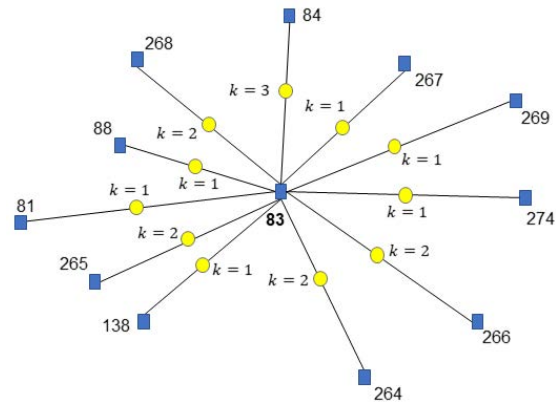 84
268
267
k = 3
k = 1
269
88
k = 2
k = 1
k = 1
81
k = 1
k = 1
274
83
k = 2
k = 2
265
k = 1
k = 2
138
266
264